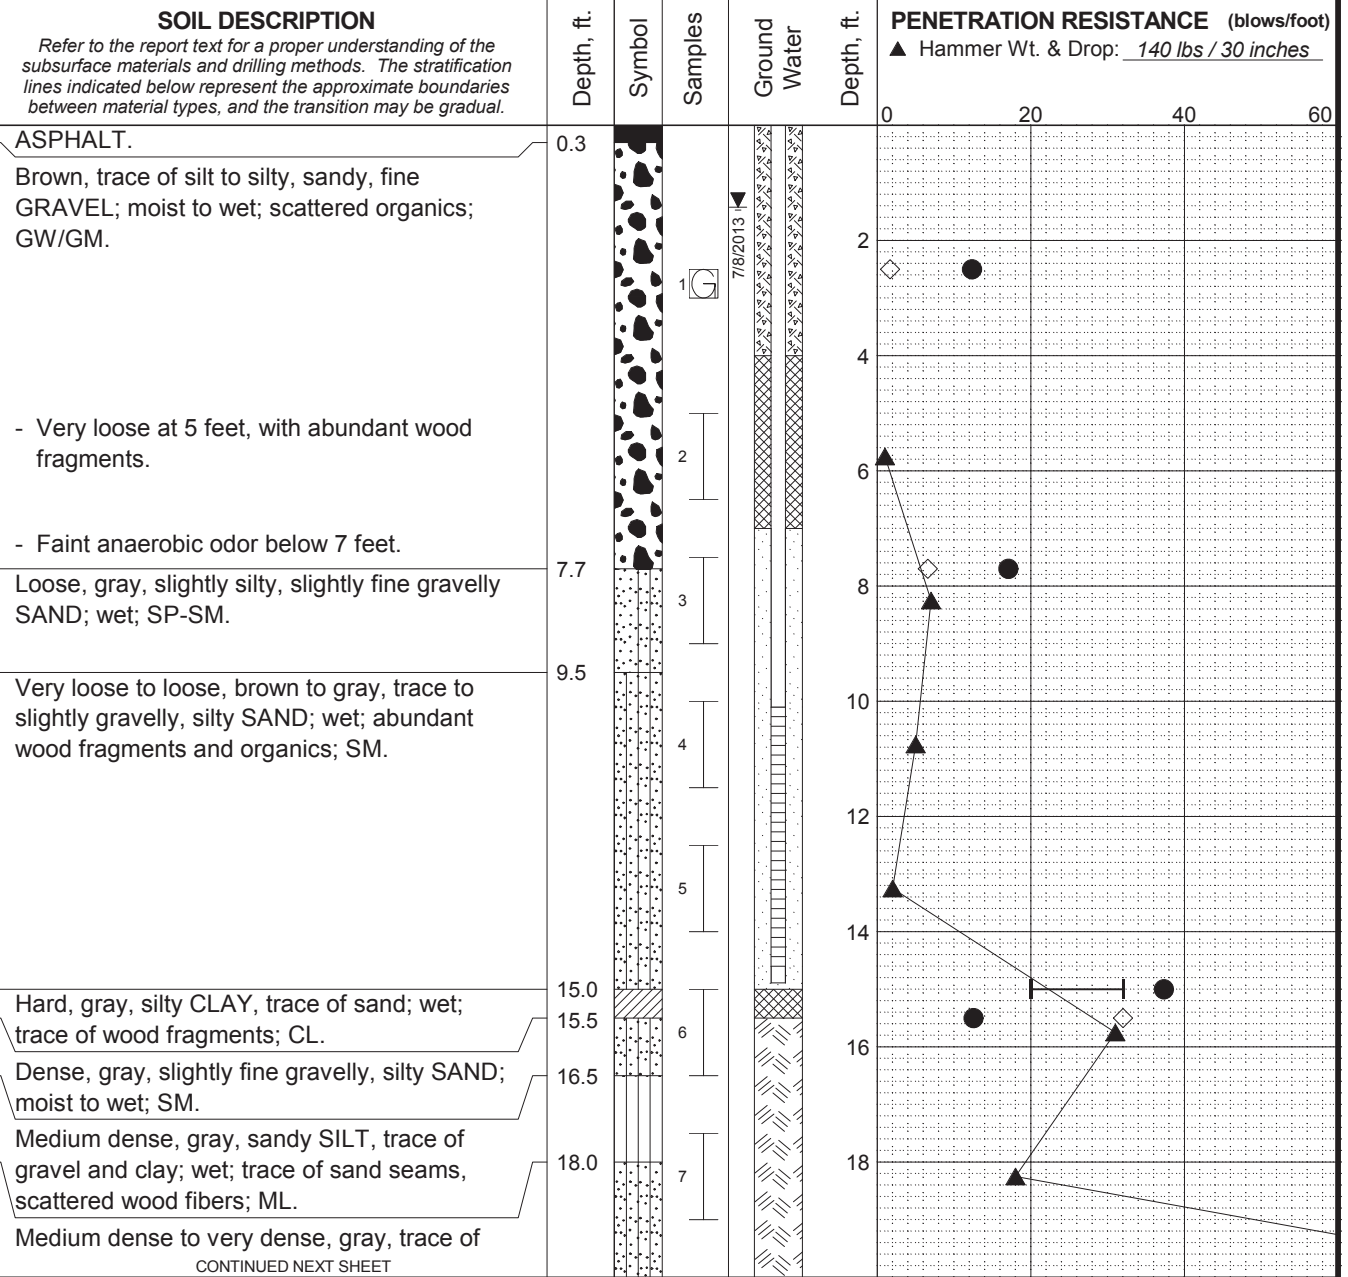 SOIL DESCRIPTION
Refer to the report text for a proper understanding of the
subsurface materials and drilling methods. The stratification
lines indicated below represent the approximate boundaries
between material types, and the transition may be gradual.
Depth, ft.
Symbol
Samples
Ground
Water
Depth, ft.
PENETRATION RESISTANCE (blows/foot)
▲ Hammer Wt. & Drop: 140 lbs / 30 inches
0 20 40 60
ASPHALT.
0.3
Brown, trace of silt to silty, sandy, fine
GRAVEL; moist to wet; scattered organics;
GW/GM.
7/8/2013
2
1 G
4
- Very loose at 5 feet, with abundant wood
fragments.
2
6
- Faint anaerobic odor below 7 feet.
7.7
Loose, gray, slightly silty, slightly fine gravelly
SAND; wet; SP-SM.
3
8
9.5
Very loose to loose, brown to gray, trace to
slightly gravelly, silty SAND; wet; abundant
wood fragments and organics; SM.
10
4
12
5
14
15.0
Hard, gray, silty CLAY, trace of sand; wet;
trace of wood fragments; CL.
15.5
6
16
Dense, gray, slightly fine gravelly, silty SAND;
moist to wet; SM.
16.5
Medium dense, gray, sandy SILT, trace of
gravel and clay; wet; trace of sand seams,
scattered wood fibers; ML.
18.0
7
18
Medium dense to very dense, gray, trace of
CONTINUED NEXT SHEET